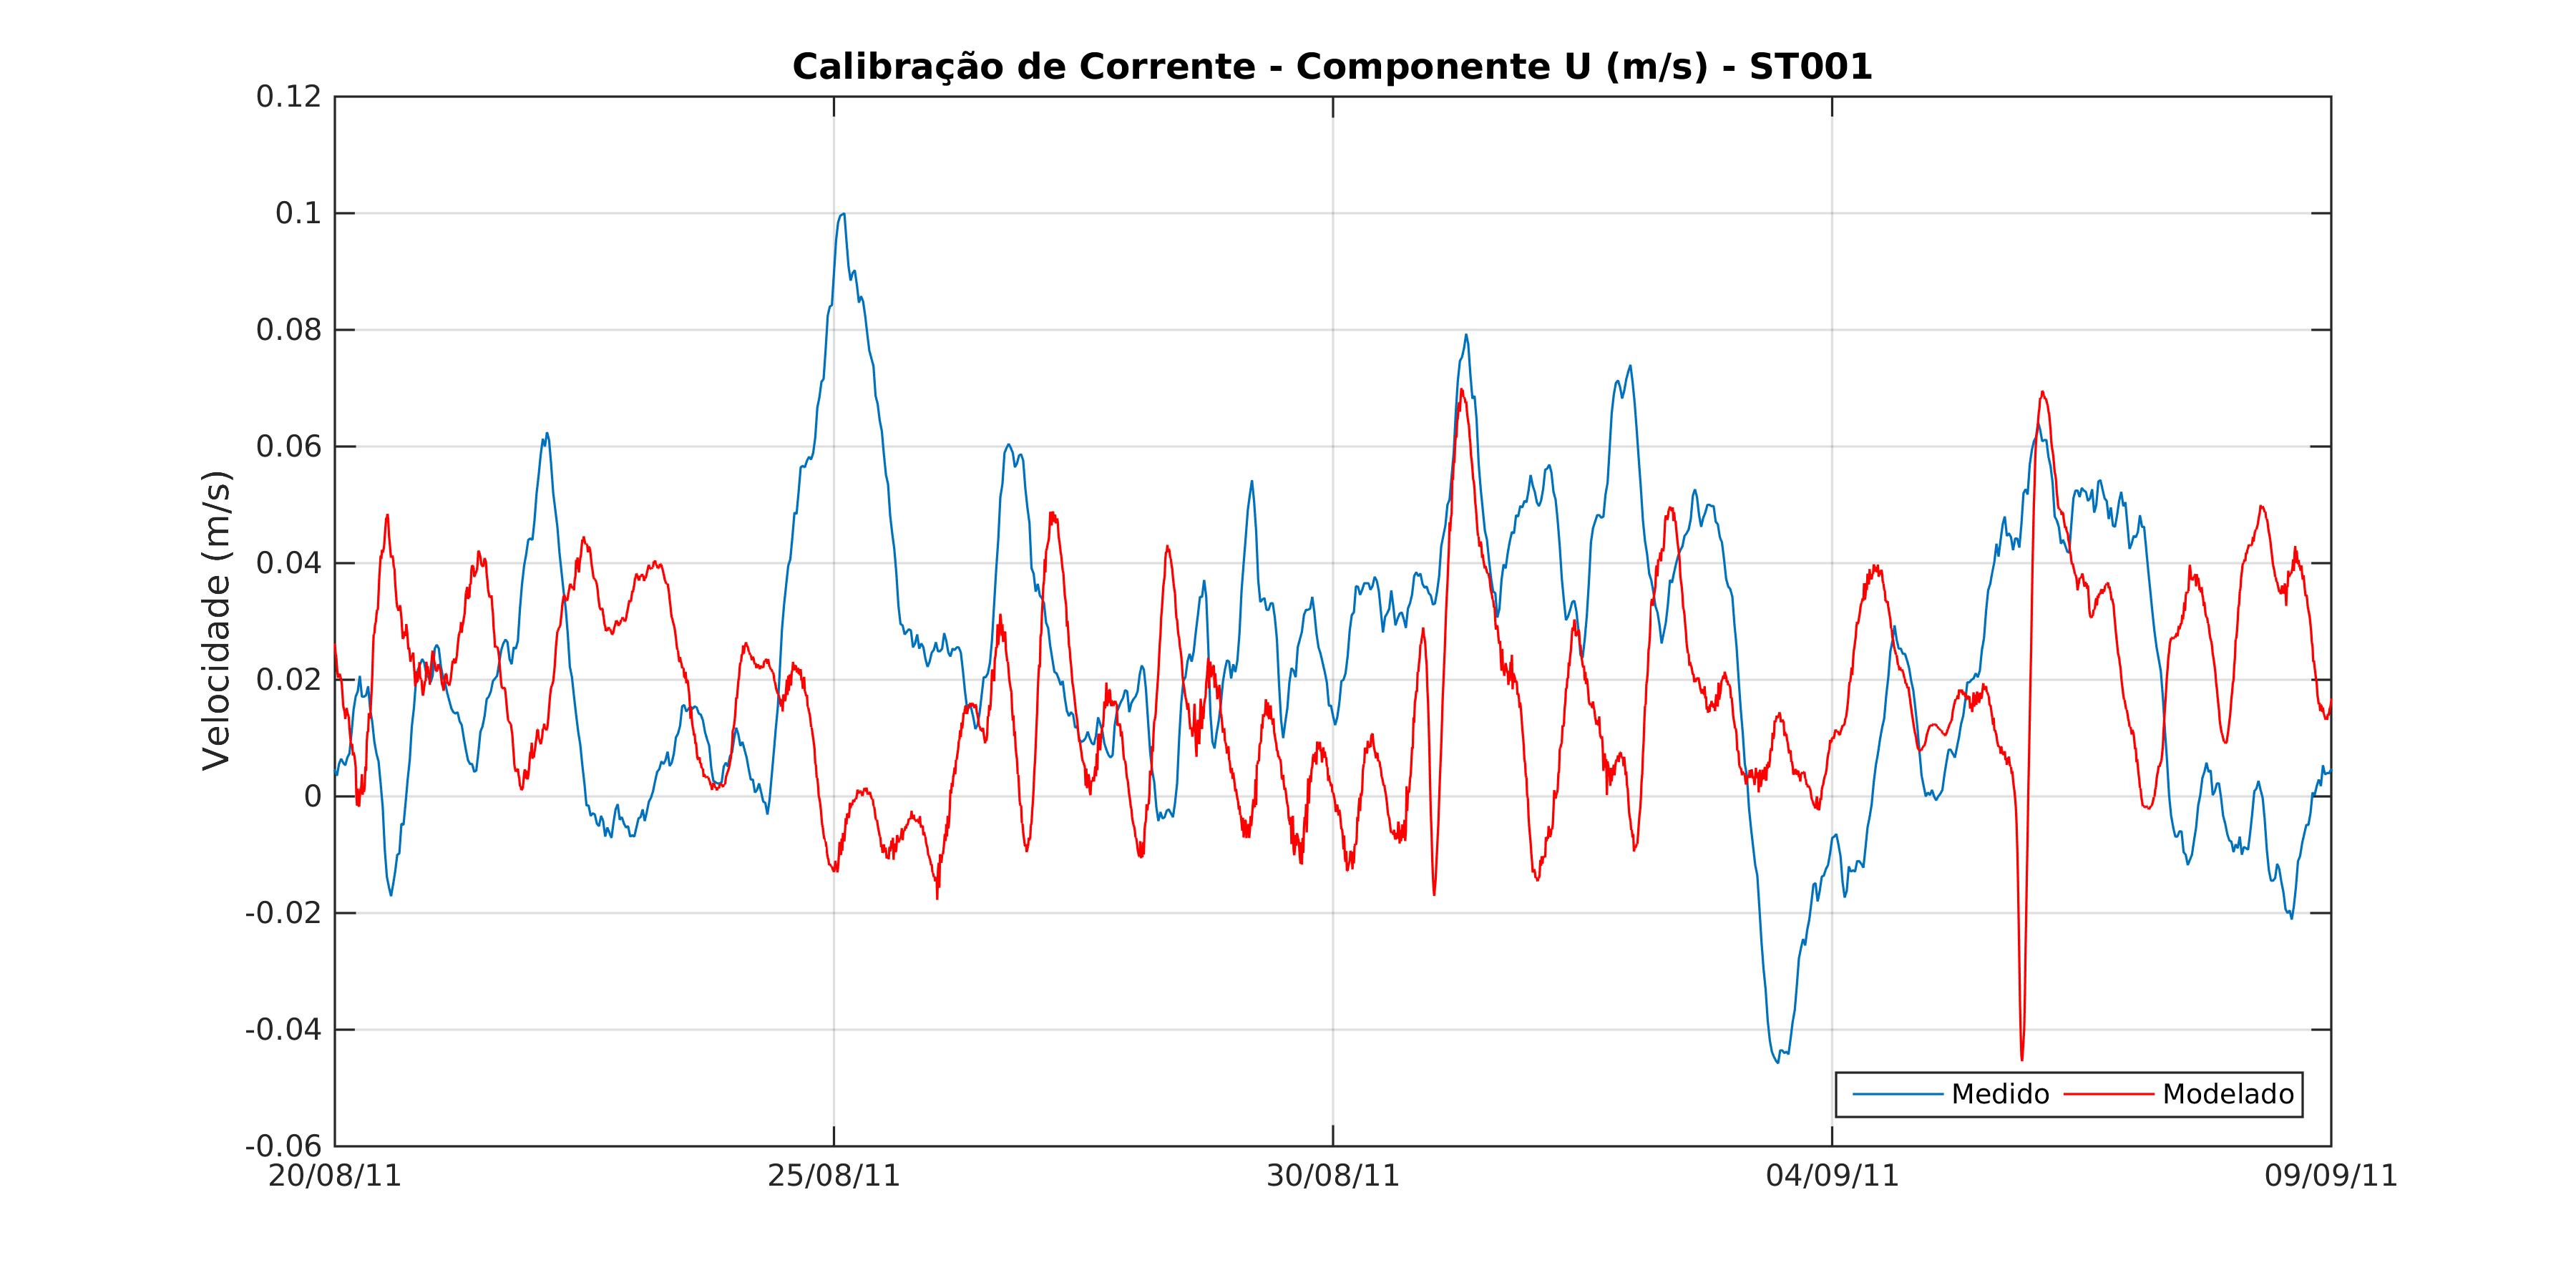 Calibração de Corrente - Componente U (m/s) - ST001
0.12
0.1
0.08
0.06
0.04
0.02
0
-0.02
-0.04
-0.06
Velocidade (m/s)
20/08/11 25/08/11 30/08/11 04/09/11 09/09/11
Medido Modelado